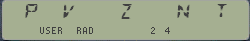 P V Z N T
USER RAD 2 4